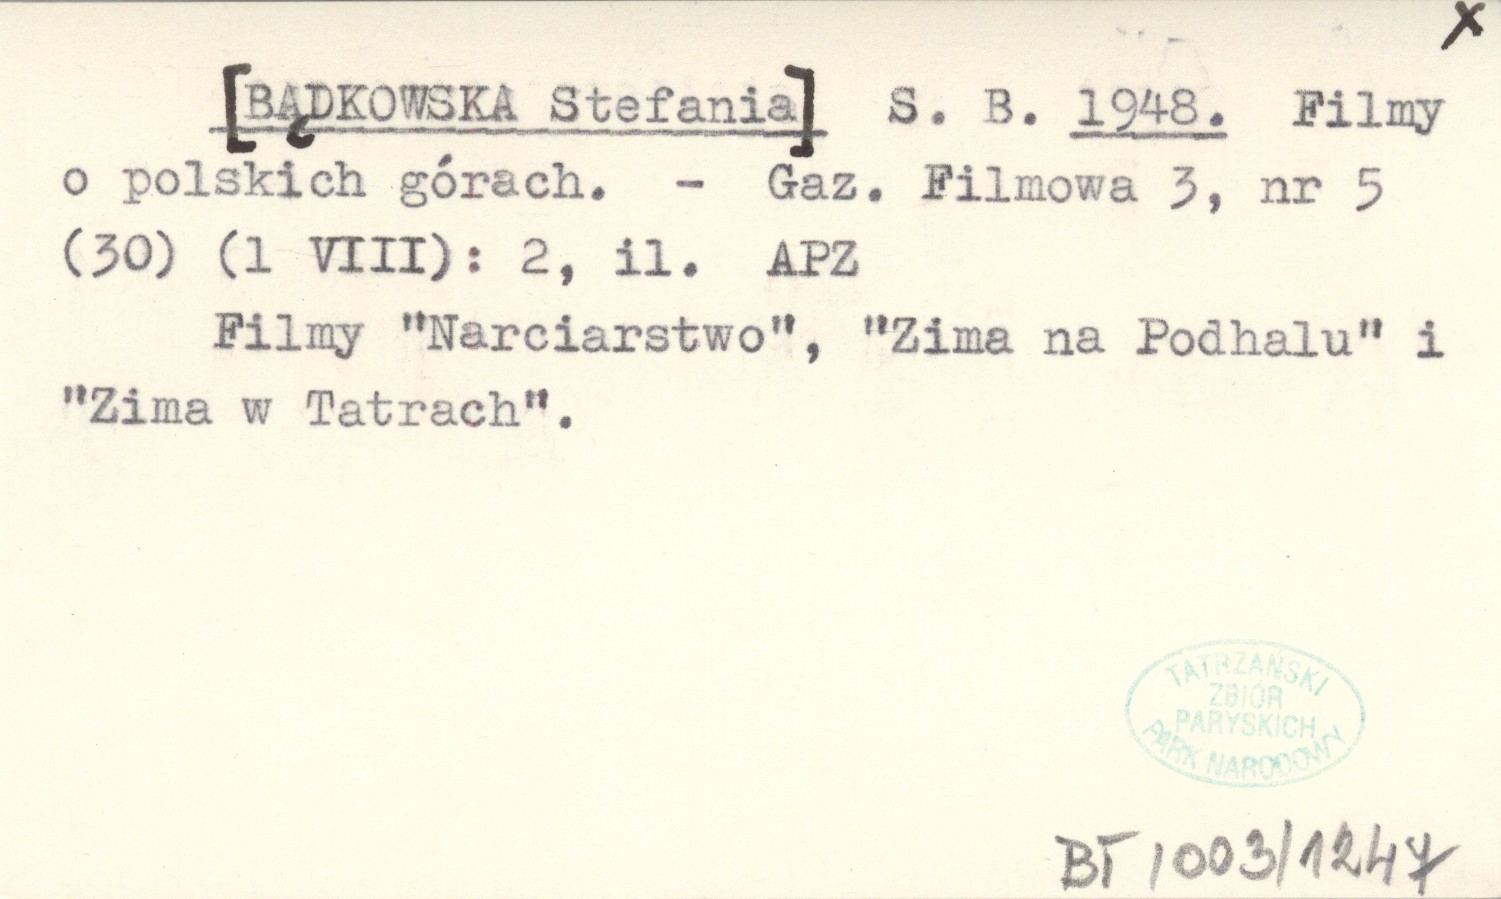 x
[BĄDKOWSKA Stefania] S. B. 1948. Filmy
o polskich górach. - Gaz. Filmowa 3, nr 5
(30) (1 VIII): 2, il. APZ
Filmy "Narciarstwo", "Zima na Podhalu" i
"Zima w Tatrach".
TATRZAŃSKI
ZBIÓR
PARYSKICH
PARK NARODOWY
BT 1003/1247